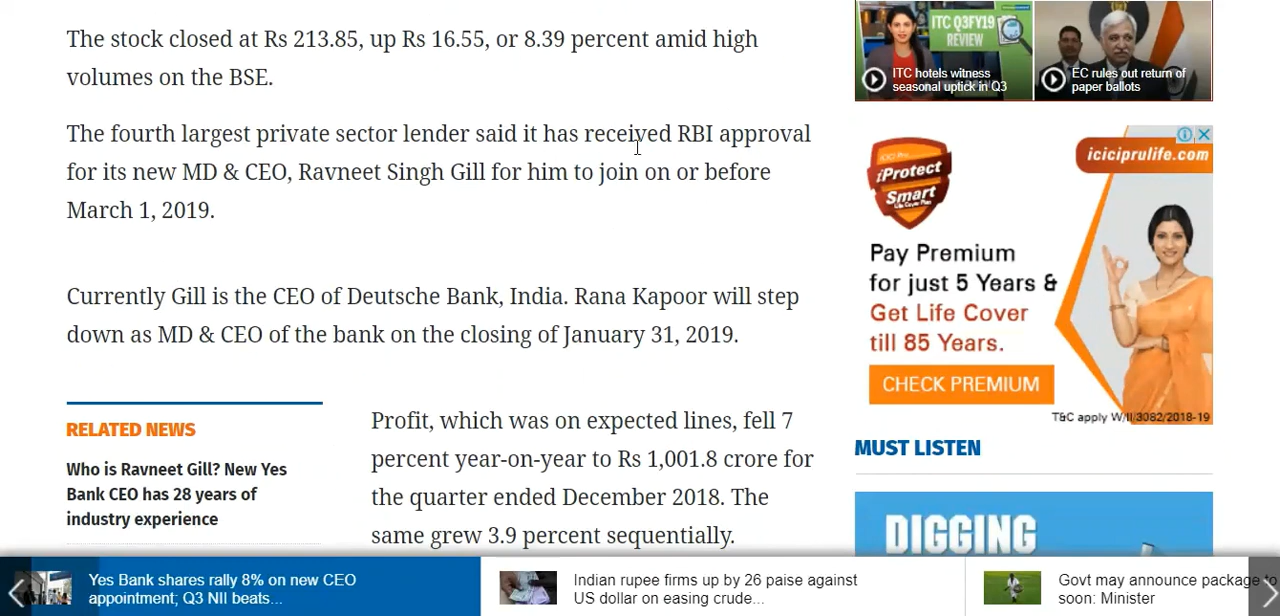 The stock closed at Rs 213.85, up Rs 16.55, or 8.39 percent amid high
volumes on the BSE.
The fourth largest private sector lender said it has received RBI approval
for its new MD & CEO, Ravneet Singh Gill for him to join on or before
March 1, 2019.
Currently Gill is the CEO of Deutsche Bank, India. Rana Kapoor will step
down as MD & CEO of the bank on the closing of January 31, 2019.
RELATED NEWS
Who is Ravneet Gill? New Yes
Bank CEO has 28 years of
industry experience
Profit, which was on expected lines, fell 7
percent year-on-year to Rs 1,001.8 crore for
the quarter ended December 2018. The
same grew 3.9 percent sequentially.
ITC Q3FY19
REVIEW
ITC hotels witness
seasonal uptick in Q3
EC rules out return of
paper ballots
iciciprulife.com
iProtect
Smart
Pay Premium
for just 5 Years &
Get Life Cover
till 85 Years.
CHECK PREMIUM
T&C apply W/II/3082/2018-19
MUST LISTEN
DIGGING
Yes Bank shares rally 8% on new CEO
appointment; Q3 NII beats...
Indian rupee firms up by 26 paise against
US dollar on easing crude...
Govt may announce package to
soon: Minister